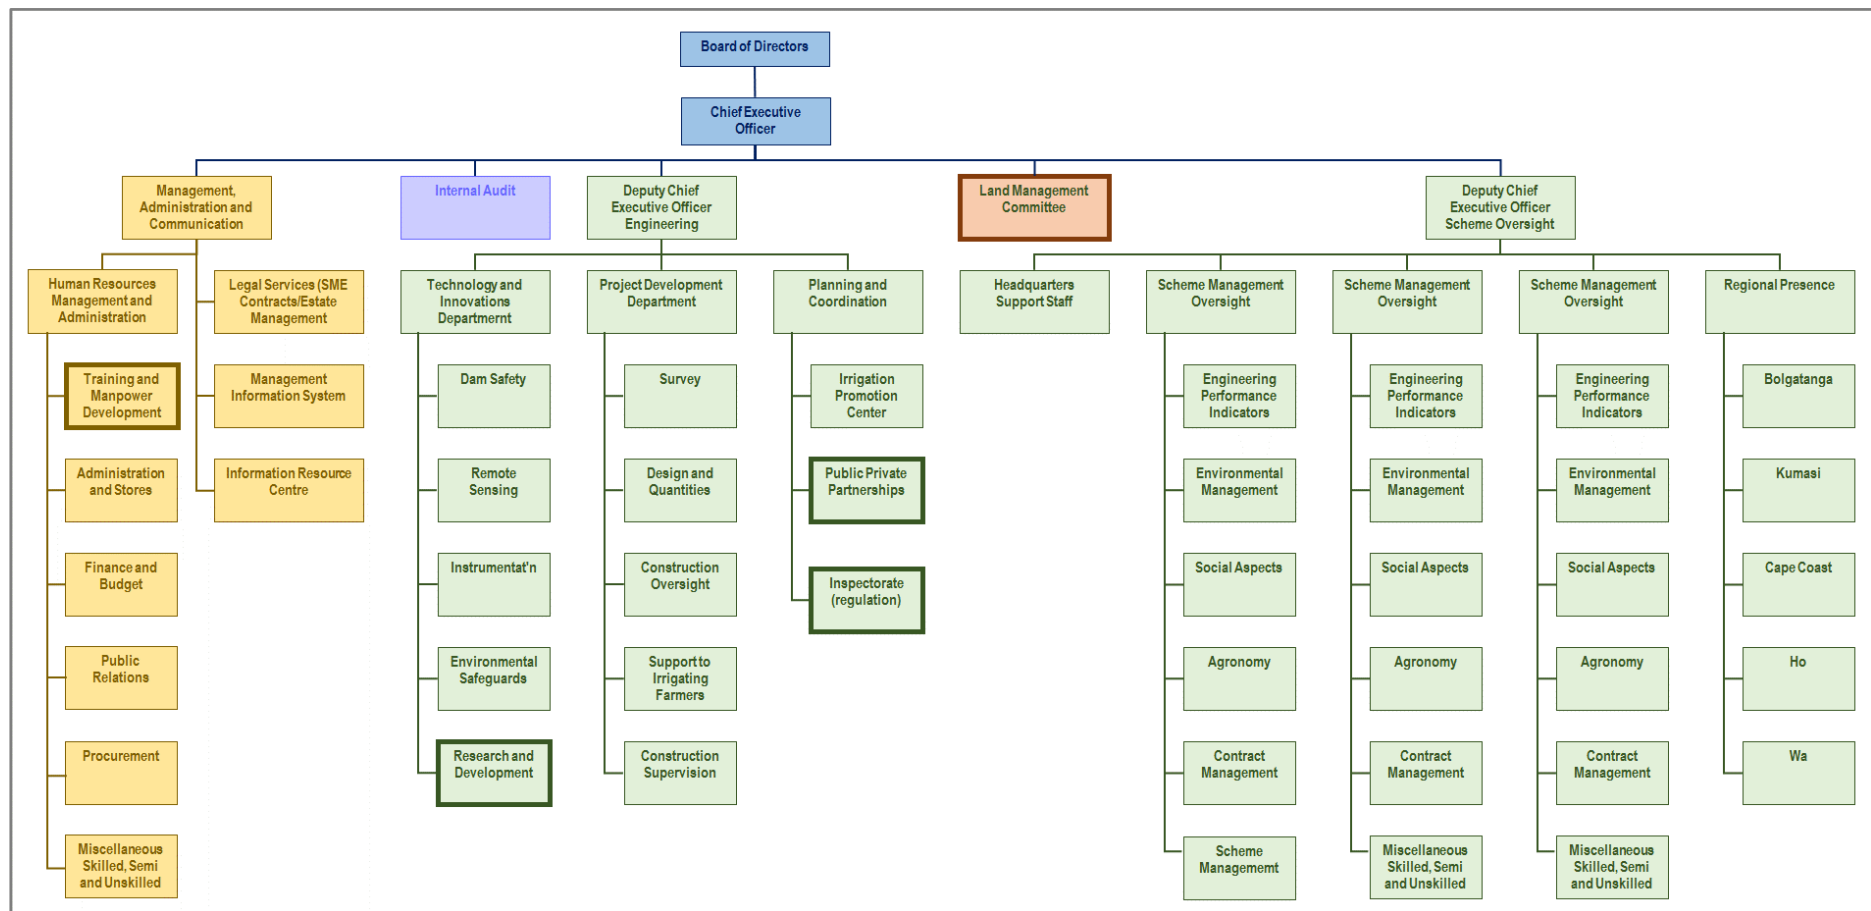 Board of Directors
Chief Executive
Officer
Management,
Administration and
Communication
Internal Audit
Deputy Chief
Executive Officer
Engineering
Land Management
Committee
Deputy Chief
Executive Officer
Scheme Oversight
Human Resources
Management and
Administration
Legal Services (SME
Contracts/Estate
Management
Technology and
Innovations
Departmernt
Project Development
Department
Planning and
Coordination
Headquarters
Support Staff
Scheme Management
Oversight
Scheme Management
Oversight
Scheme Management
Oversight
Regional Presence
Training and
Manpower
Development
Management
Information System
Dam Safety
Survey
Irrigation
Promotion
Center
Engineering
Performance
Indicators
Engineering
Performance
Indicators
Engineering
Performance
Indicators
Bolgatanga
Administration
and Stores
Information Resource
Centre
Remote
Sensing
Design and
Quantities
Public Private
Partnerships
Environmental
Management
Environmental
Management
Environmental
Management
Kumasi
Finance and
Budget
Instrumentat'n
Construction
Oversight
Inspectorate
(regulation)
Social Aspects
Social Aspects
Social Aspects
Cape Coast
Public
Relations
Environmental
Safeguards
Support to
Irrigating
Farmers
Agronomy
Agronomy
Agronomy
Ho
Procurement
Research and
Development
Construction
Supervision
Contract
Management
Contract
Management
Contract
Management
Wa
Miscellaneous
Skilled, Semi
and Unskilled
Scheme
Managememt
Miscellaneous
Skilled, Semi
and Unskilled
Miscellaneous
Skilled, Semi
and Unskilled